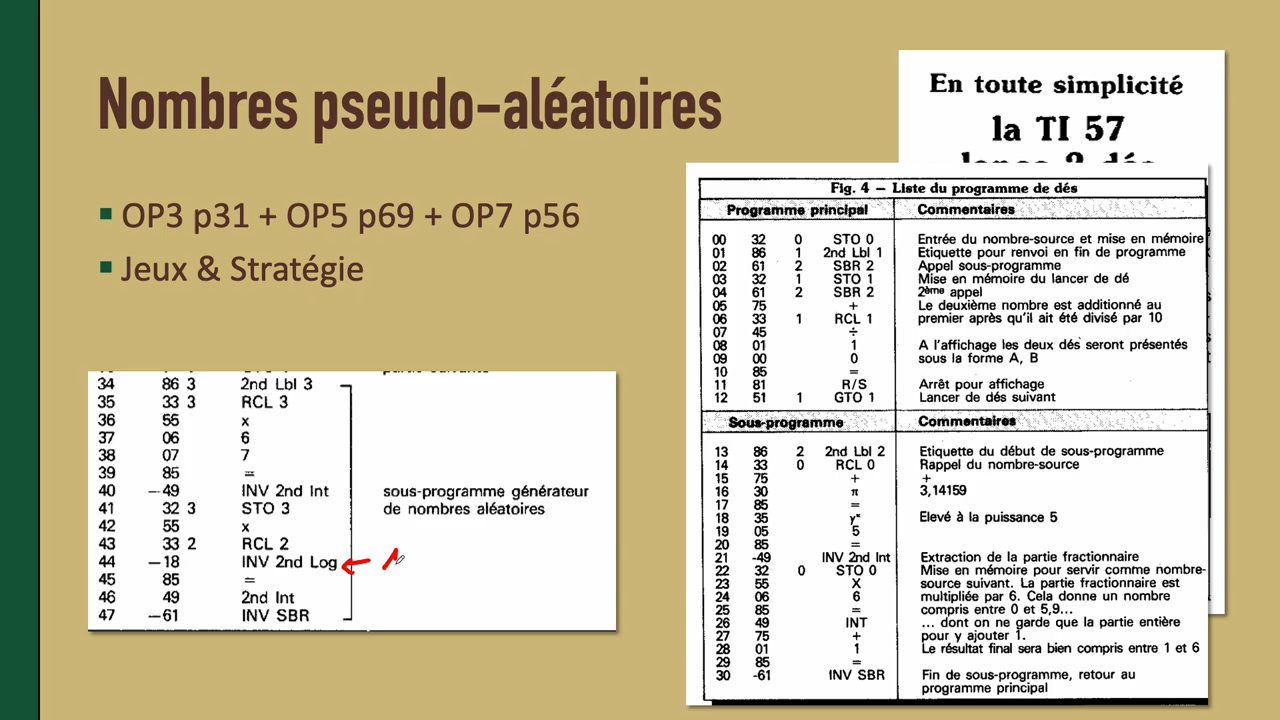 Nombres pseudo-aléatoires
OP3 p31 + OP5 p69 + OP7 p56
Jeux & Stratégie
34 86 3 2nd Lbl 3
35 33 3 RCL 3
36 55 x
37 06 6
38 07 7
39 85 =
40 -49 INV 2nd Int sous-programme générateur
41 32 3 STO 3 de nombres aléatoires
42 55 x
43 33 2 RCL 2
44 -18 INV 2nd Log
45 85 =
46 49 2nd Int
47 -61 INV SBR
En toute simplicité
la TI 57
lance 2 dés
Fig. 4 — Liste du programme de dés
Programme principal Commentaires
00 32 0 STO 0 Entrée du nombre-source et mise en mémoire
01 86 1 2nd Lbl 1 Etiquette pour renvoi en fin de programme
02 61 2 SBR 2 Appel sous-programme
03 32 1 STO 1 Mise en mémoire du lancer de dé
04 61 2 SBR 2 2ème appel
05 75 + Le deuxième nombre est additionné au
06 33 1 RCL 1 premier après qu'il ait été divisé par 10
07 45 ÷
08 01 1 A l'affichage les deux dés seront présentés
09 00 0 sous la forme A, B
10 85 =
11 81 R/S Arrêt pour affichage
12 51 1 GTO 1 Lancer de dés suivant
Sous-programme Commentaires
13 86 2 2nd Lbl 2 Etiquette du début de sous-programme
14 33 0 RCL 0 Rappel du nombre-source
15 75 + +
16 30 π 3,14159
17 85 =
18 35 yˣ Elevé à la puissance 5
19 05 5
20 85 =
21 -49 INV 2nd Int Extraction de la partie fractionnaire
22 32 0 STO 0 Mise en mémoire pour servir comme nombre-
23 55 X source suivant. La partie fractionnaire est
24 06 6 multipliée par 6. Cela donne un nombre
25 85 = compris entre 0 et 5,9...
26 49 INT ... dont on ne garde que la partie entière
27 75 + pour y ajouter 1.
28 01 1 Le résultat final sera bien compris entre 1 et 6
29 85 =
30 -61 INV SBR Fin de sous-programme, retour au
programme principal